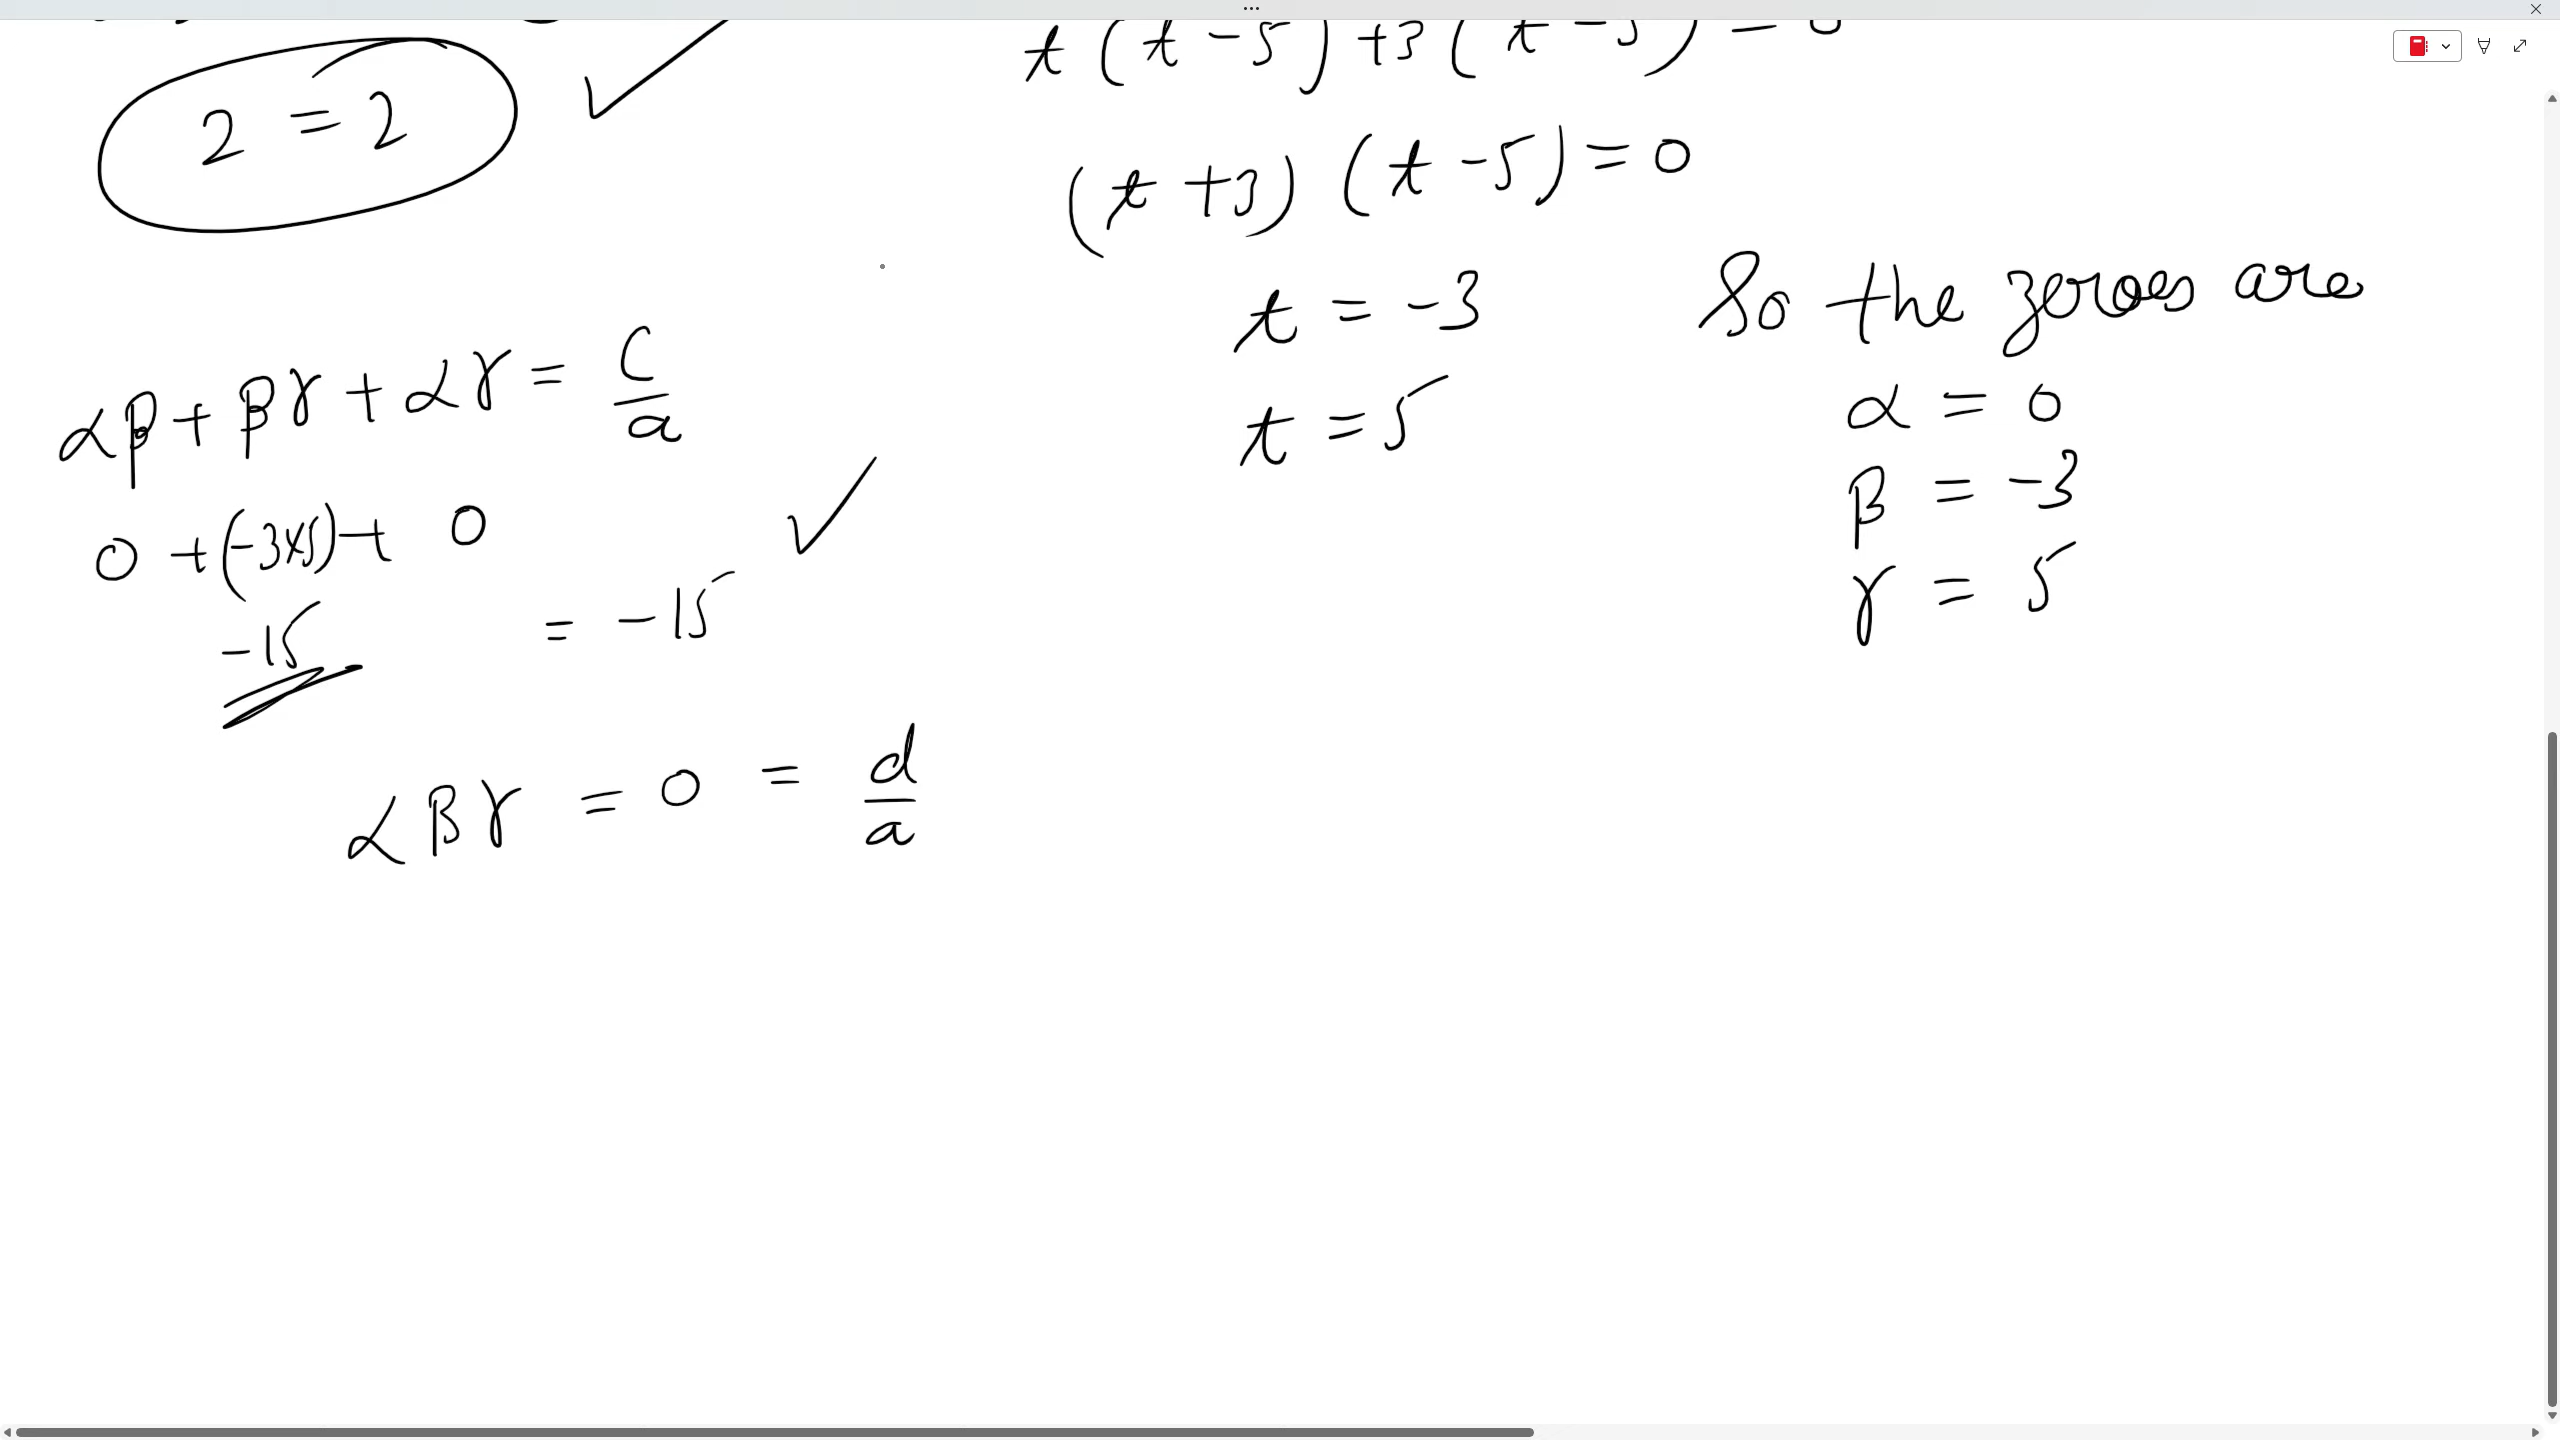 t(t-5)+3(t-5)=0
2 = 2
(t+3)(t-5)=0
t = -3
t = 5
So the zeroes are
α = 0
β = -3
γ = 5
αβ+βγ+αγ = c/a
0 +(-3×5)+ 0
-15 = -15
αβγ = 0 = d/a